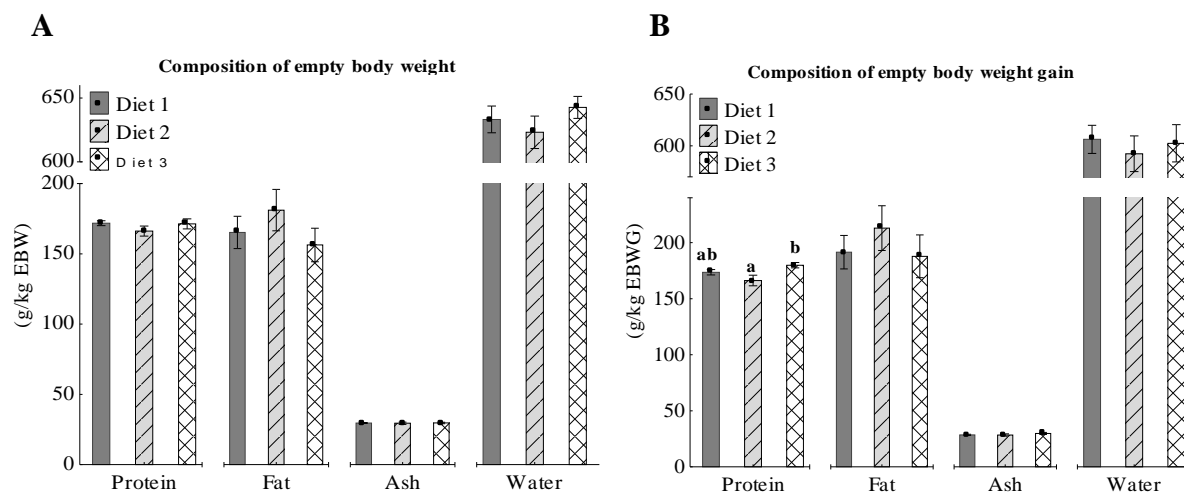 A
Composition of empty body weight
650
600
200
150
100
50
0
(g/kg EBW)
Diet 1
Diet 2
Diet 3
Protein Fat Ash Water
B
Composition of empty body weight gain
650
600
200
150
100
50
0
(g/kg EBWG)
Diet 1
Diet 2
Diet 3
ab a b
Protein Fat Ash Water